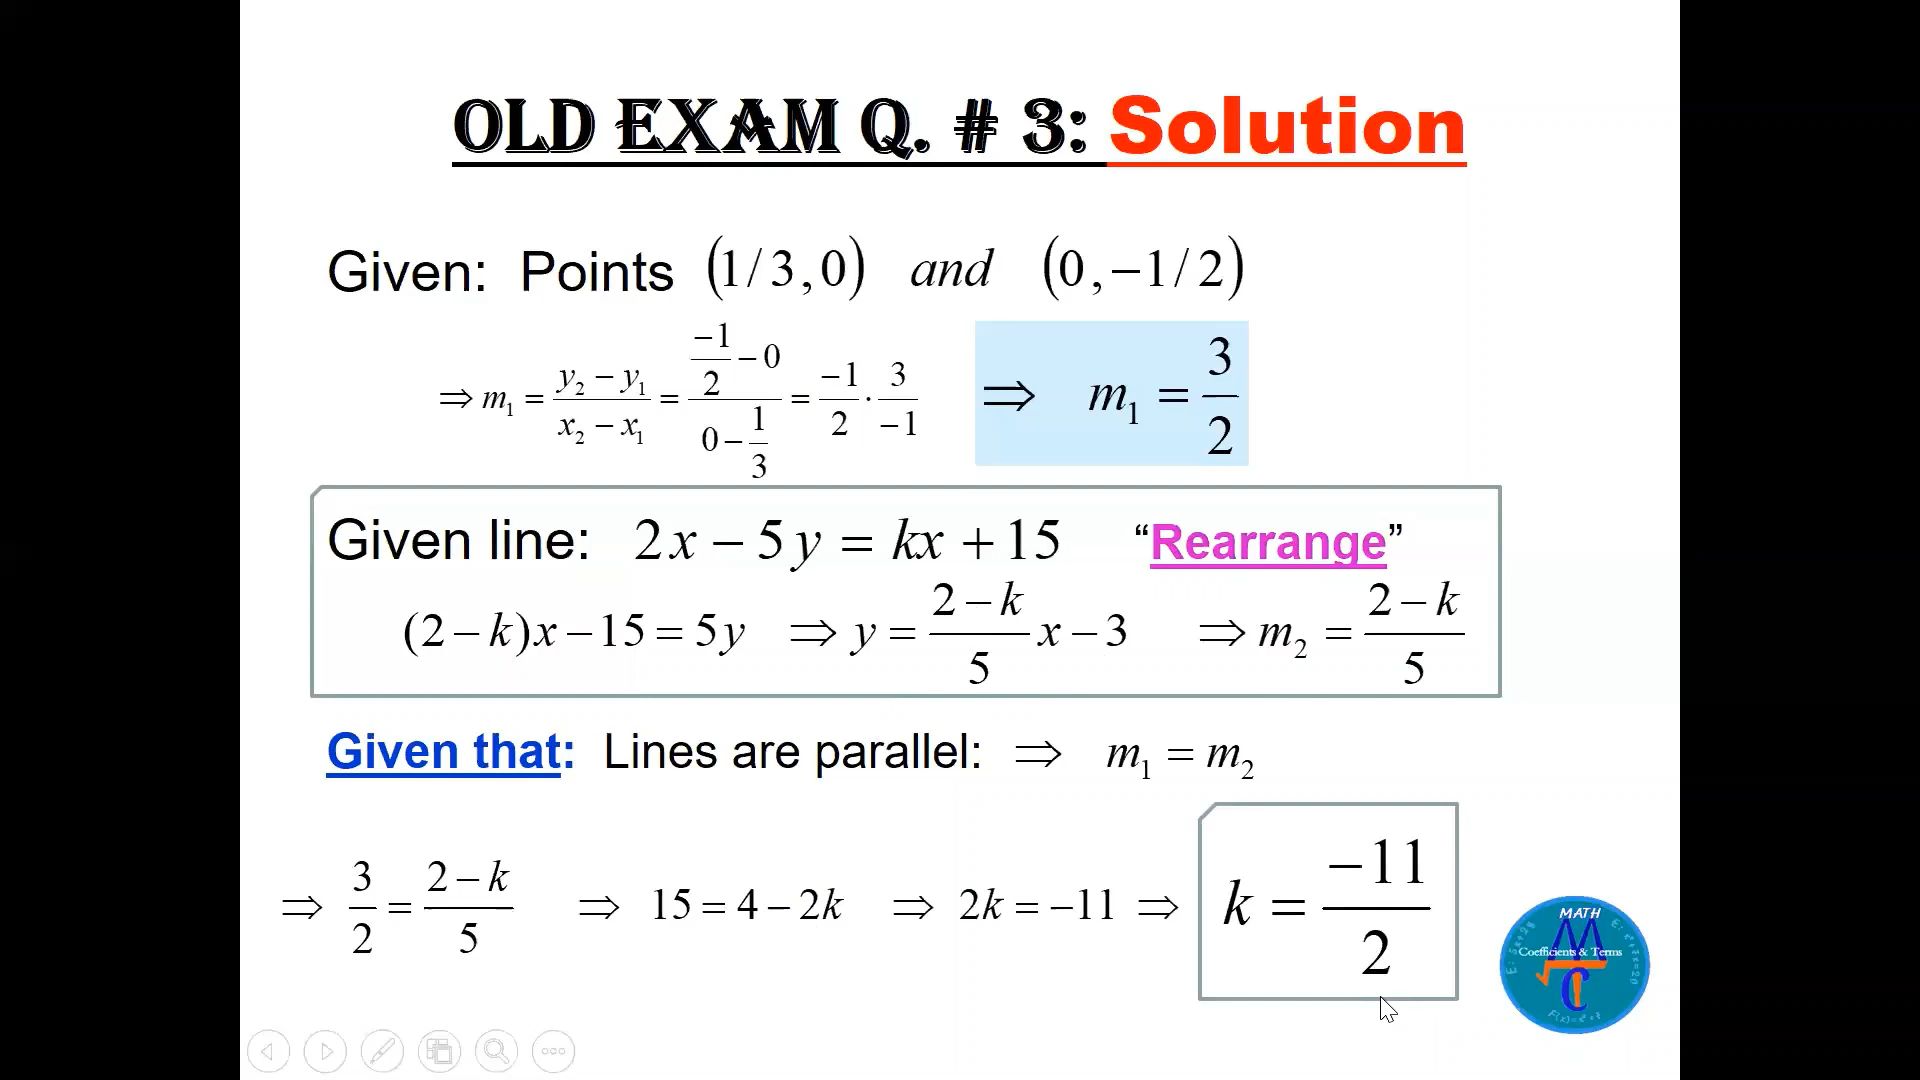 OLD EXAM Q. # 3: Solution
Given: Points (1/3,0) and (0,−1/2)
⇒ m₁ = (y₂ − y₁)/(x₂ − x₁) = (−1/2 − 0)/(0 − 1/3) = −1/2 · 3/−1 ⇒ m₁ = 3/2
Given line: 2x − 5y = kx + 15 “Rearrange”
(2 − k)x − 15 = 5y ⇒ y = (2 − k)/5 x − 3 ⇒ m₂ = (2 − k)/5
Given that: Lines are parallel: ⇒ m₁ = m₂
⇒ 3/2 = (2 − k)/5 ⇒ 15 = 4 − 2k ⇒ 2k = −11 ⇒ k = −11/2
MATH
Coefficients & Terms